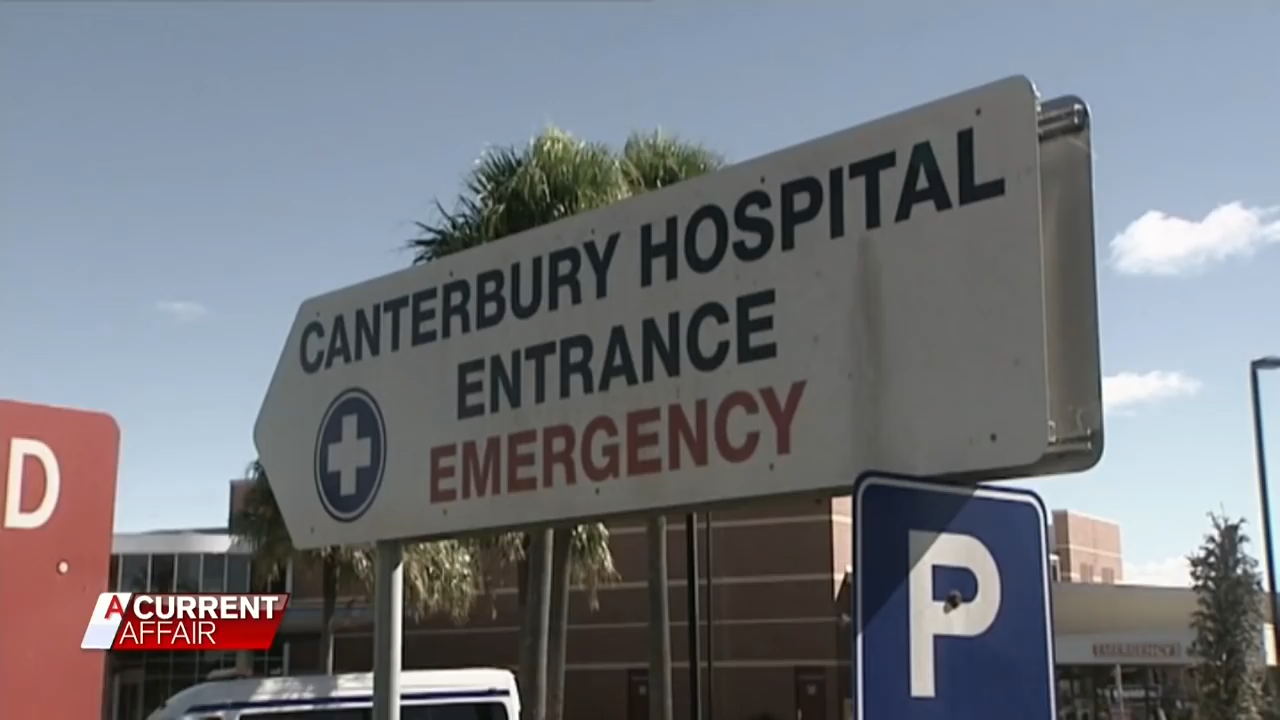 CANTERBURY HOSPITAL
ENTRANCE
EMERGENCY
D
P
A CURRENT
AFFAIR